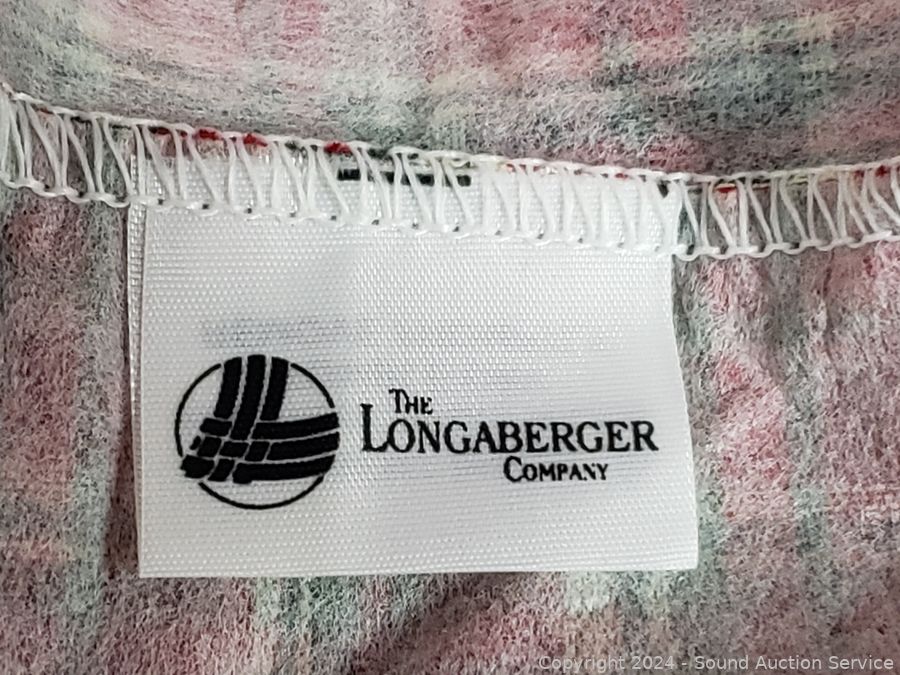 The
Longaberger
Company
Copyright 2024 - Sound Auction Service